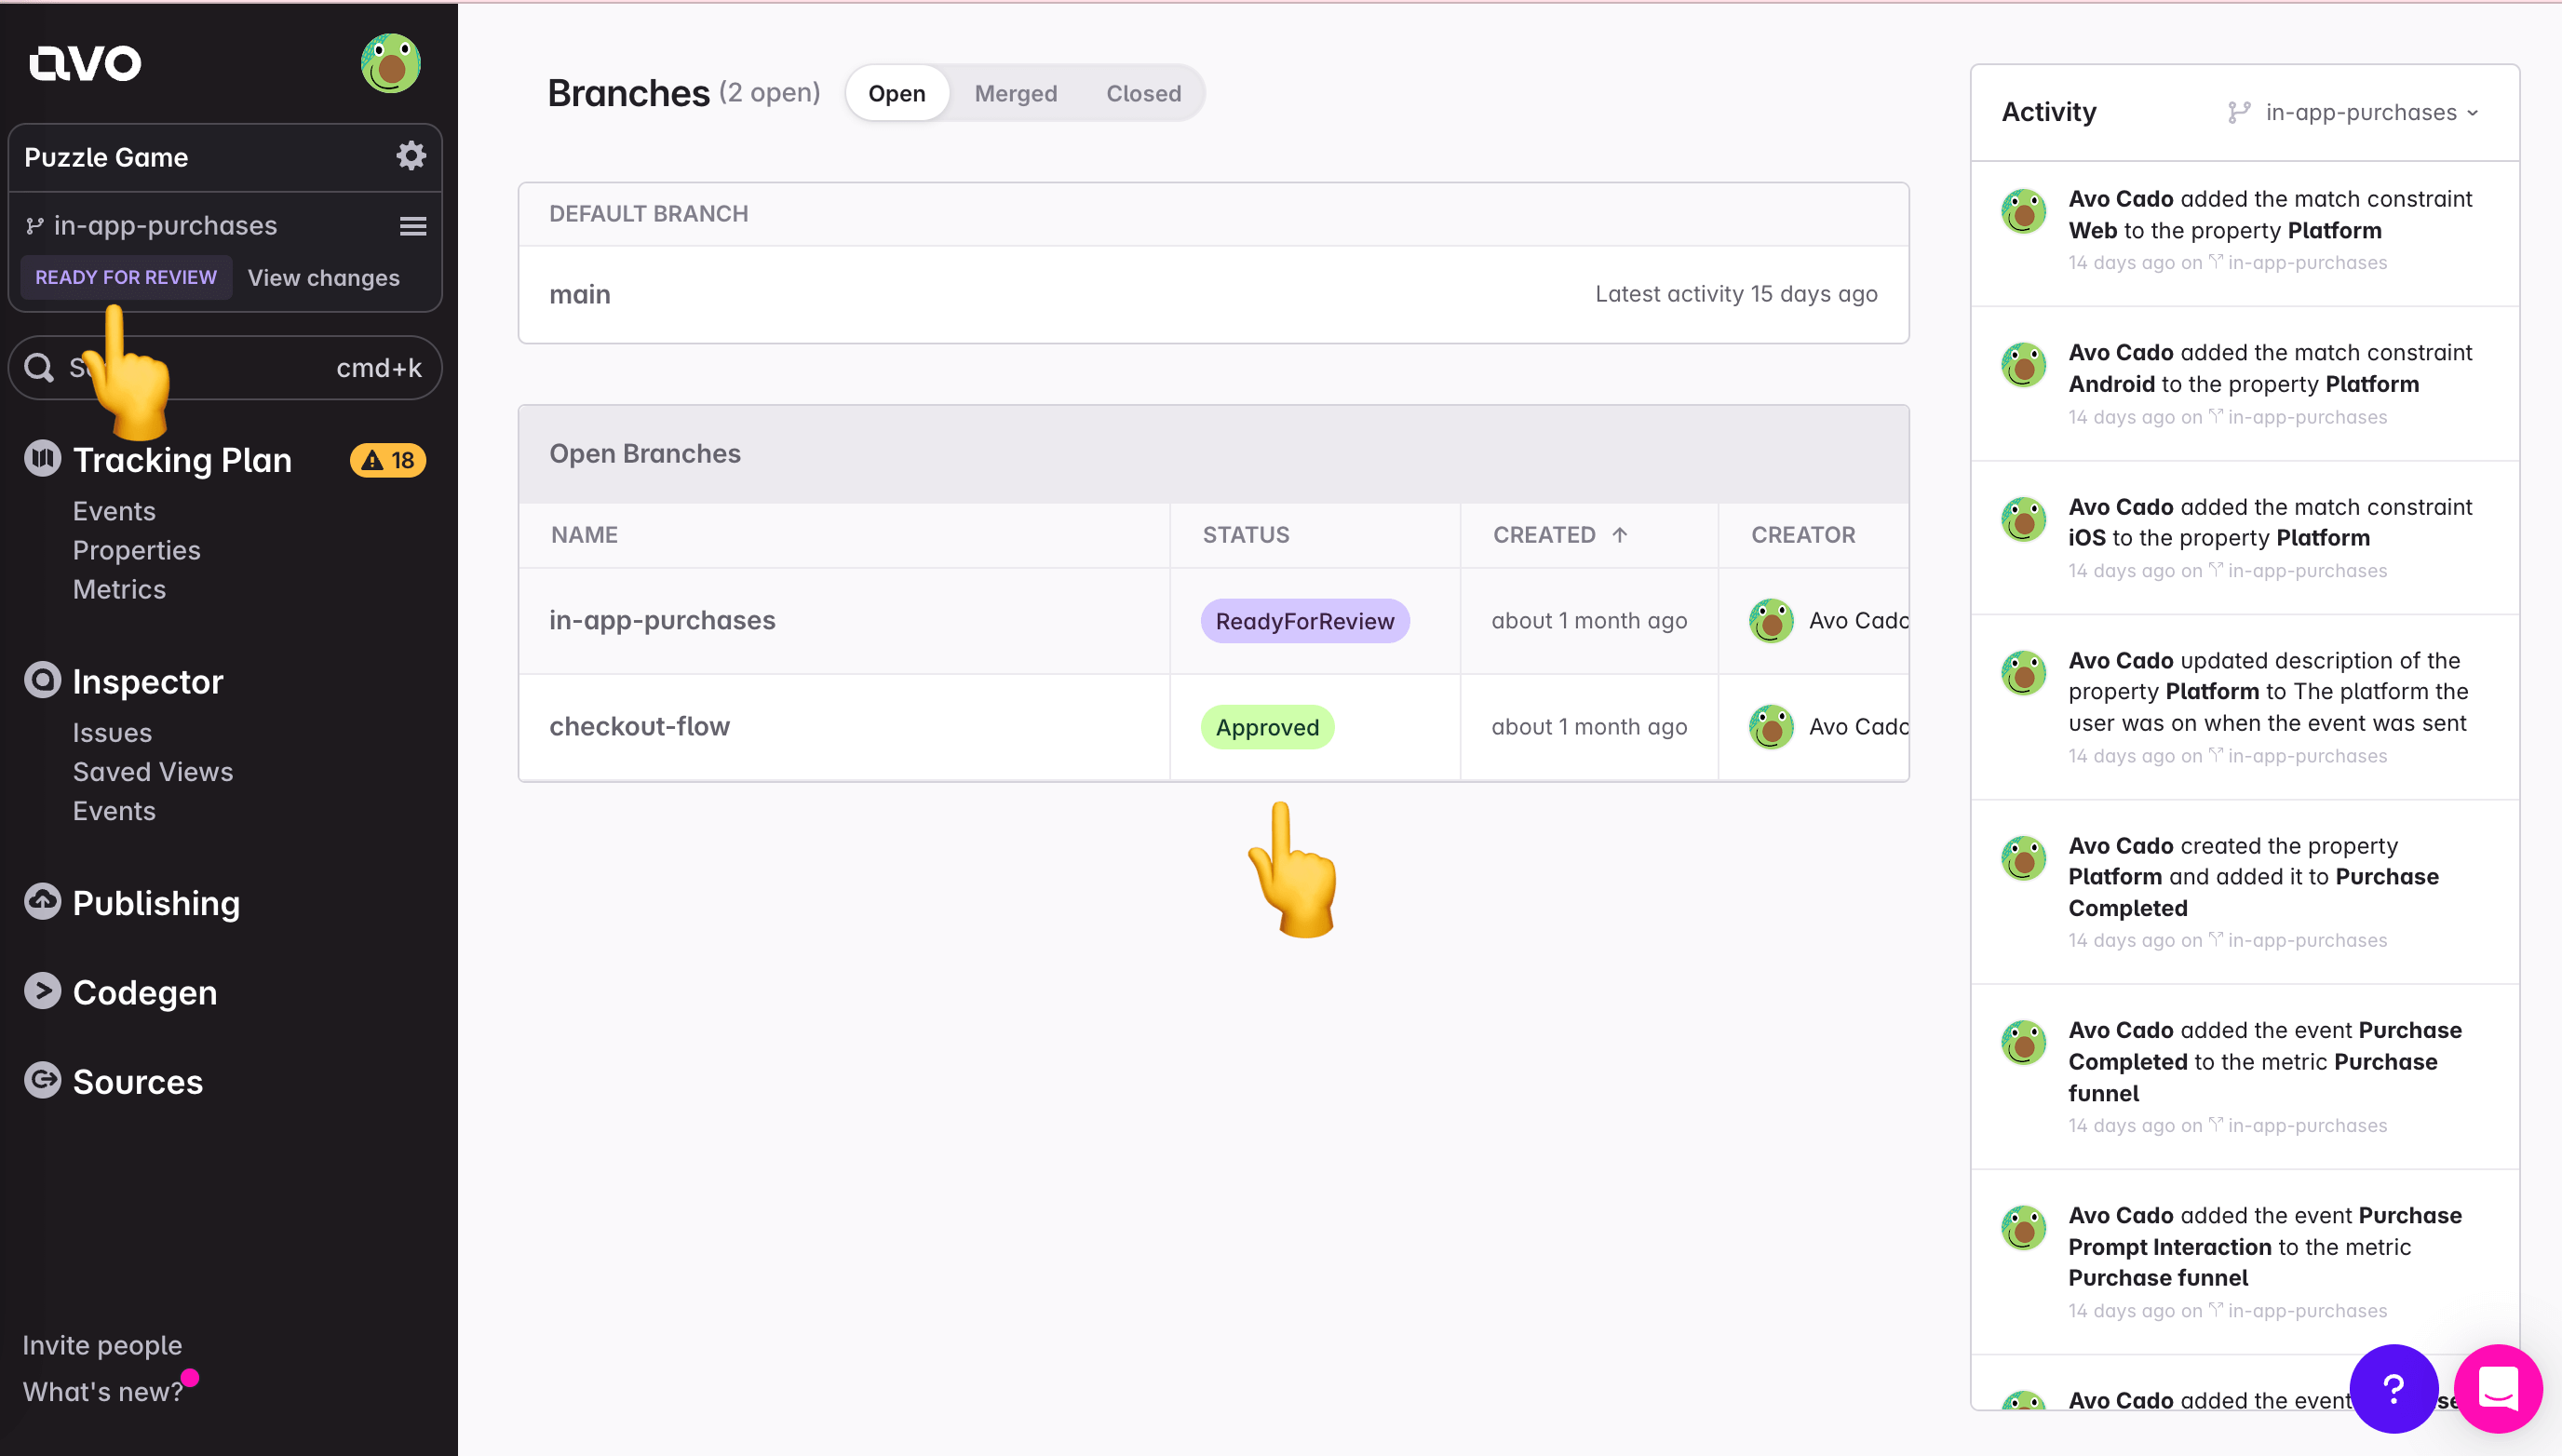 avo
Puzzle Game
in-app-purchases
READY FOR REVIEW View changes
cmd+k
Tracking Plan 18
Events
Properties
Metrics
Inspector
Issues
Saved Views
Events
Publishing
Codegen
Sources
Invite people
What's new?
Branches (2 open) Open Merged Closed
DEFAULT BRANCH
main Latest activity 15 days ago
Open Branches
NAME STATUS CREATED ↑ CREATOR
in-app-purchases ReadyForReview about 1 month ago Avo Cado
checkout-flow Approved about 1 month ago Avo Cado
Activity in-app-purchases
Avo Cado added the match constraint
Web to the property Platform
14 days ago on in-app-purchases
Avo Cado added the match constraint
Android to the property Platform
14 days ago on in-app-purchases
Avo Cado added the match constraint
iOS to the property Platform
14 days ago on in-app-purchases
Avo Cado updated description of the
property Platform to The platform the
user was on when the event was sent
14 days ago on in-app-purchases
Avo Cado created the property
Platform and added it to Purchase
Completed
14 days ago on in-app-purchases
Avo Cado added the event Purchase
Completed to the metric Purchase
funnel
14 days ago on in-app-purchases
Avo Cado added the event Purchase
Prompt Interaction to the metric
Purchase funnel
14 days ago on in-app-purchases
Avo Cado added the event
?